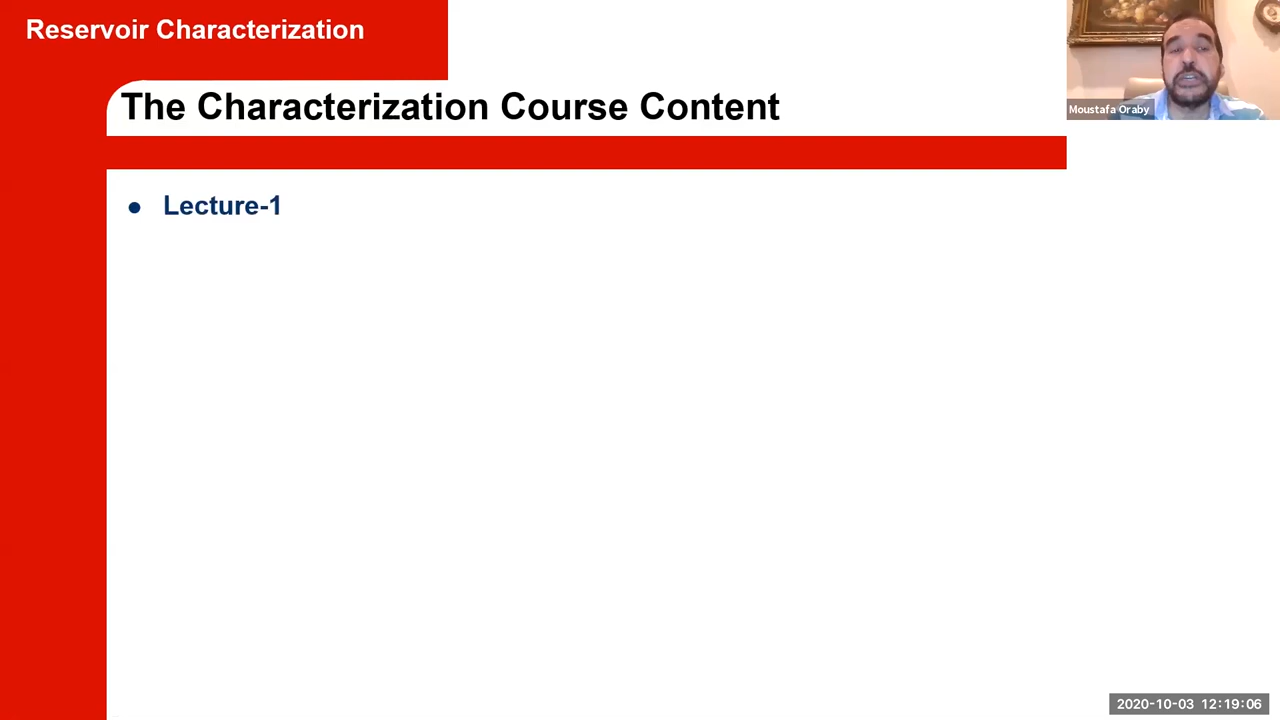 Reservoir Characterization
The Characterization Course Content
Moustafa Oraby
● Lecture-1
2020-10-03 12:19:06